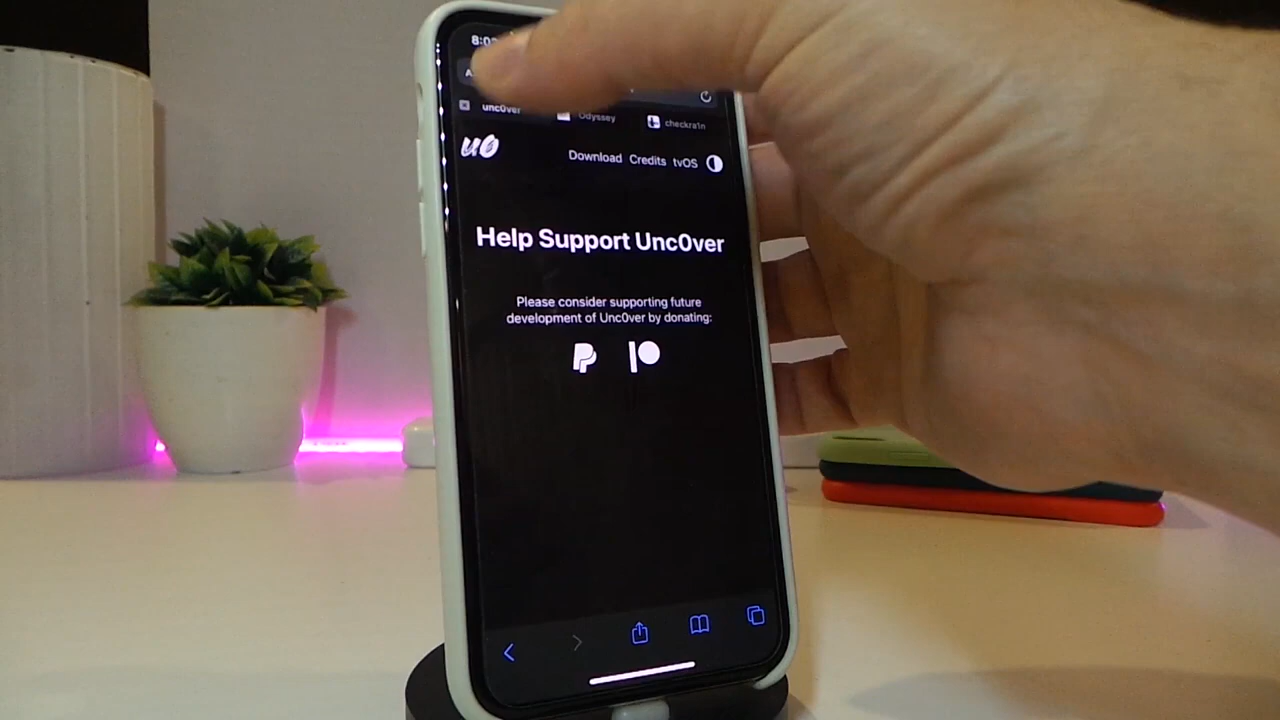 unc0ver
Odyssey
checkra1n
u0
Download Credits tvOS
Help Support Unc0ver
Please consider supporting future
development of Unc0ver by donating: